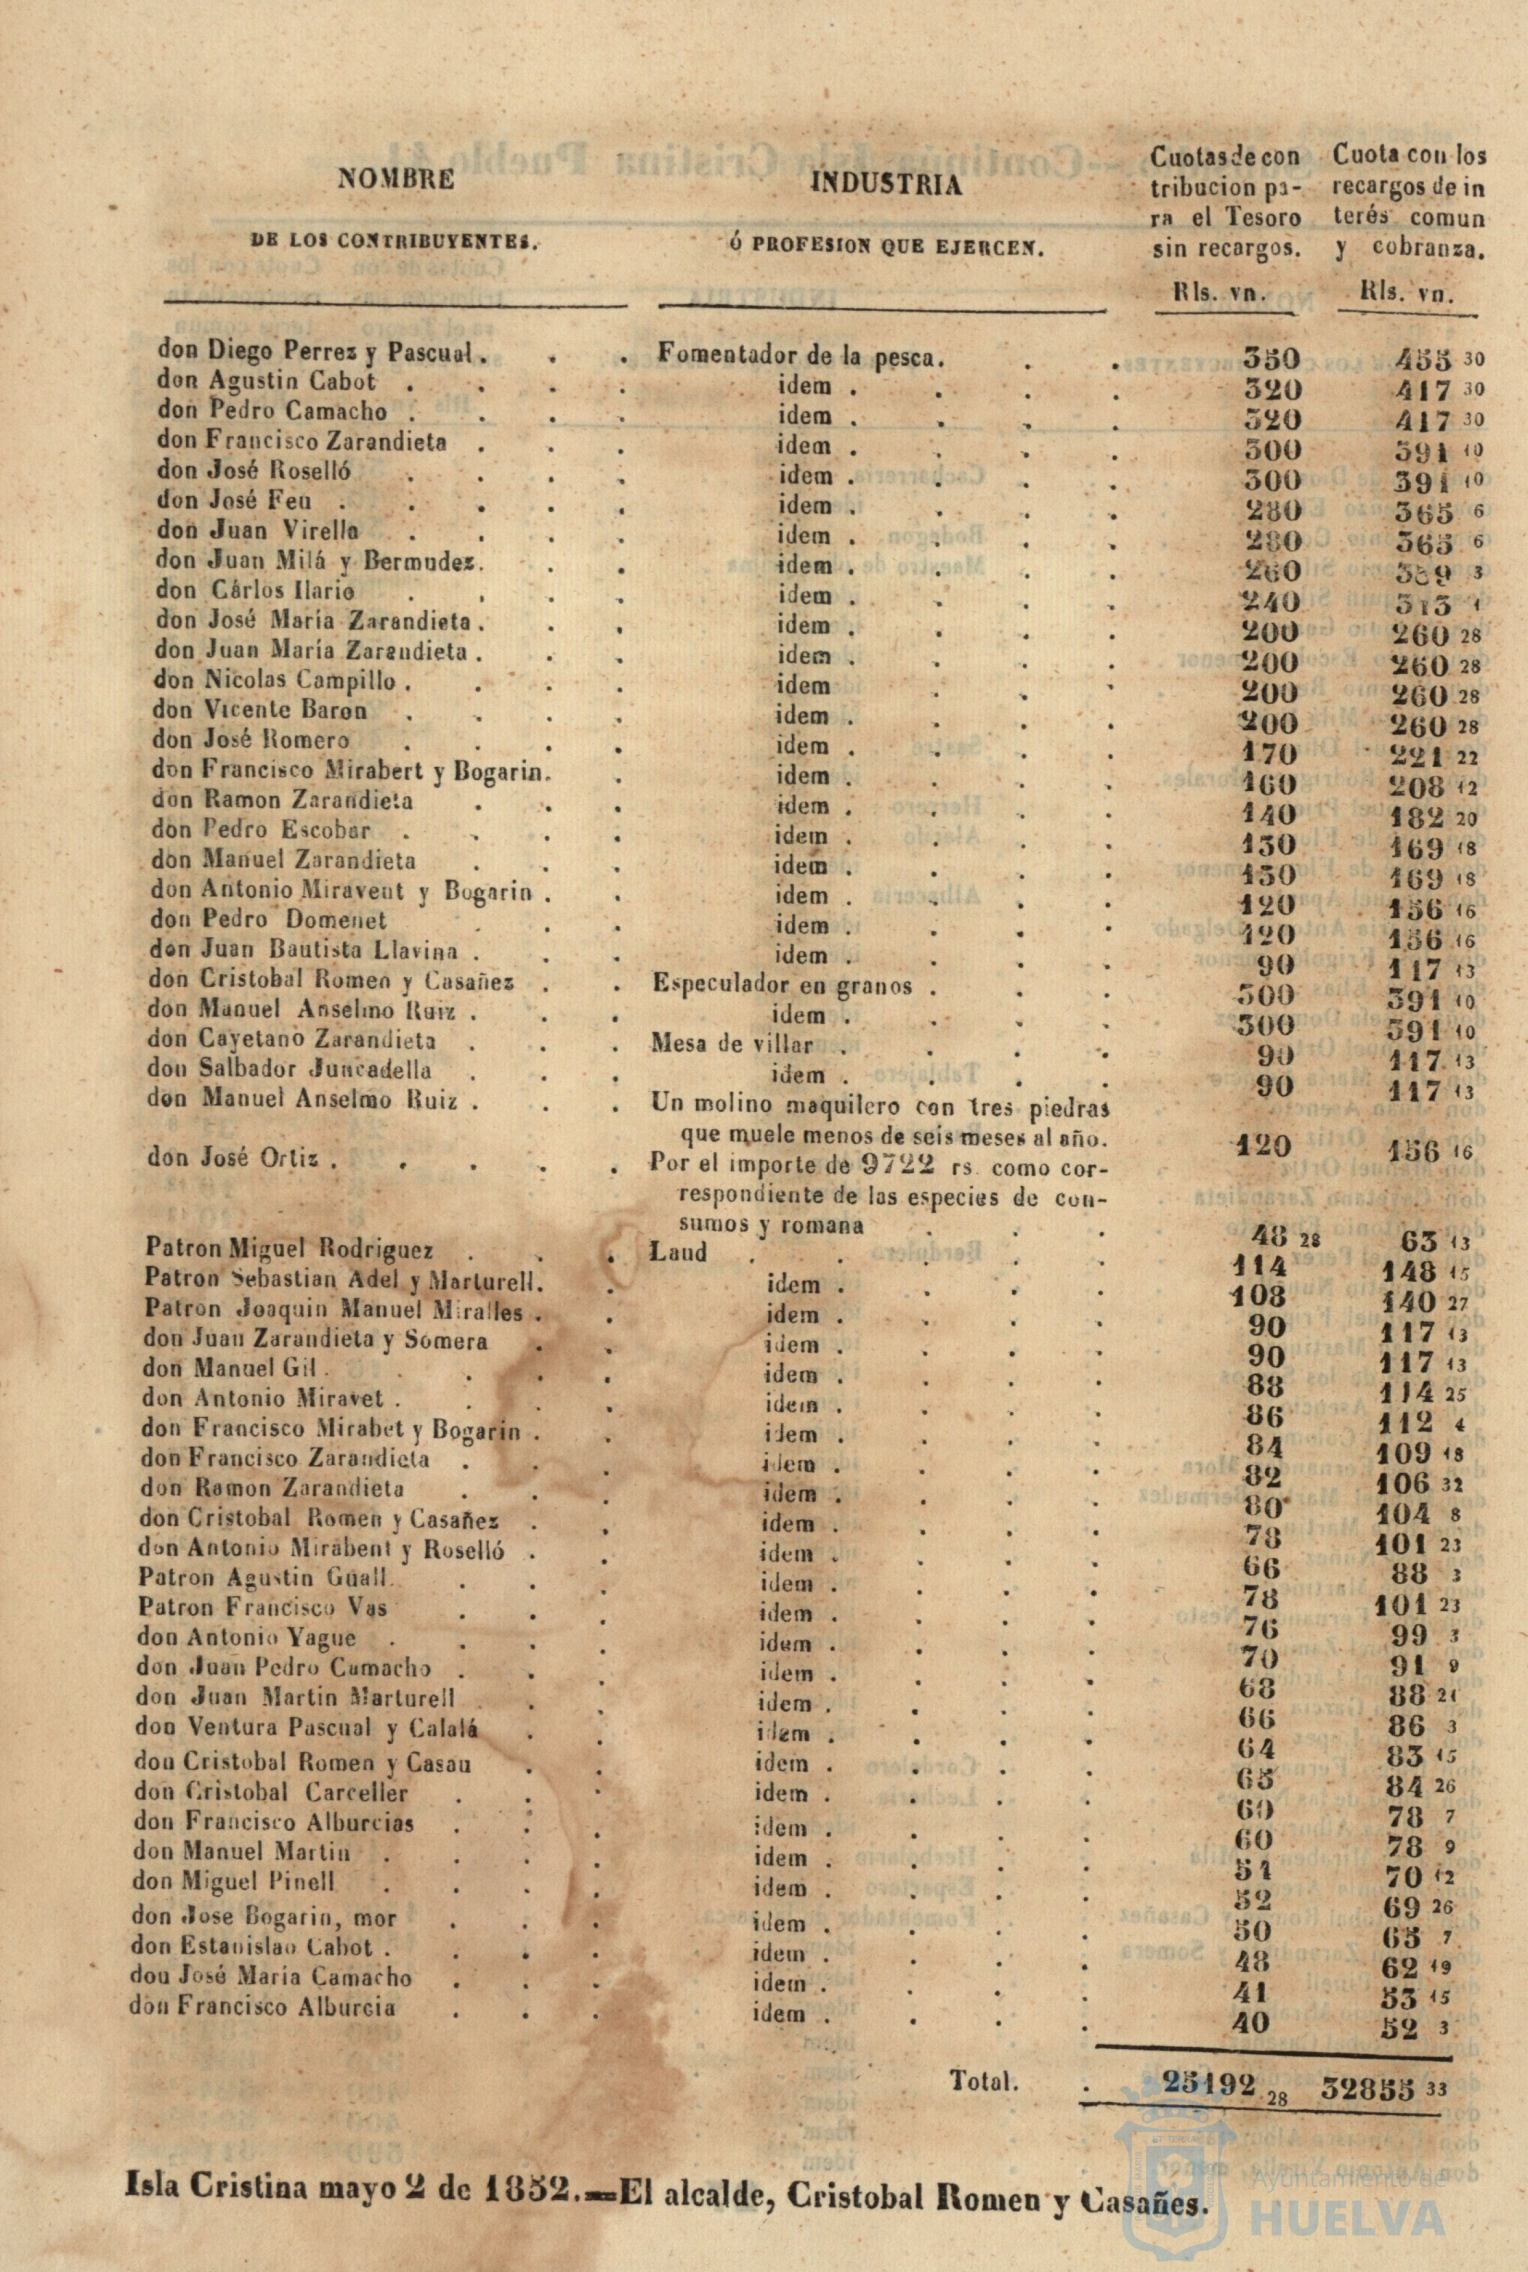 NOMBRE
DE LOS CONTRIBUYENTES.
INDUSTRIA
Ó PROFESION QUE EJERCEN.
Cuotas de con
tribucion pa-
ra el Tesoro
sin recargos.
Rls. vn.
Cuota con los
recargos de in
terés comun
y cobranza.
Rls. vn.
don Diego Perrez y Pascual . . . Fomentador de la pesca. . . 350 455 30
don Agustin Cabot . . . . idem . . . . 320 417 30
don Pedro Camacho . . . . idem . . . . 320 417 30
don Francisco Zarandieta . . . idem . . . . 300 391 10
don José Roselló . . . . idem . . . . 300 391 10
don José Feu . . . . . idem . . . . 280 365 6
don Juan Virella . . . . idem . . . . 280 365 6
don Juan Milá y Bermudez. . . idem . . . . 260 339 3
don Cárlos Ilario . . . . idem . . . . 240 313 1
don José María Zarandieta . . . idem . . . . 200 260 28
don Juan María Zarandieta . . . idem . . . . 200 260 28
don Nicolas Campillo . . . . idem . . . 200 260 28
don Vicente Baron . . . . idem . . . . 200 260 28
don José Romero . . . . idem . . . . 170 221 22
don Francisco Mirabert y Bogarin. . idem . . . . 160 208 12
don Ramon Zarandieta . . . idem . . . . 140 182 20
don Pedro Escobar . . . . idem . . . . 130 169 18
don Manuel Zarandieta . . . idem . . . . 130 169 18
don Antonio Miravent y Bogarin . . idem . . . . 120 156 16
don Pedro Domenet . . . idem . . . . 120 156 16
don Juan Bautista Llavina . . . idem . . . . 90 117 13
don Cristobal Romen y Casañez . . Especulador en granos . . . 300 391 10
don Manuel Anselmo Ruiz . . . idem . . . . 300 391 10
don Cayetano Zarandieta . . . Mesa de villar . . . . 90 117 13
don Salbador Juncadella . . . idem . . . . 90 117 13
don Manuel Anselmo Ruiz . . . Un molino maquilero con tres piedras
que muele menos de seis meses al año. 120 156 16
don José Ortiz . . . . . Por el importe de 9722 rs. como cor-
respondiente de las especies de con-
sumos y romana . . . 48 28 63 13
Patron Miguel Rodriguez . . . Laud . . . . . 114 148 15
Patron Sebastian Adel y Marturell. . idem . . . . 108 140 27
Patron Joaquin Manuel Miralles . . idem . . . . 90 117 13
don Juan Zarandieta y Somera . . idem . . . . 90 117 13
don Manuel Gil . . . . . idem . . . . 88 114 25
don Antonio Miravet . . . . idem . . . . 86 112 4
don Francisco Mirabet y Bogarin . . idem . . . . 84 109 18
don Francisco Zarandieta . . . idem . . . . 82 106 32
don Ramon Zarandieta . . . idem . . . . 80 104 8
don Cristobal Romen y Casañez . . idem . . . . 78 101 23
don Antonio Mirabent y Roselló . . idem . . . . 66 88 3
Patron Agustin Guall . . . idem . . . . 78 101 23
Patron Francisco Vas . . . idem . . . . 76 99 3
don Antonio Yague . . . . idem . . . . 70 91 9
don Juan Pedro Camacho . . . idem . . . . 68 88 21
don Juan Martin Marturell . . . idem . . . . 66 86 3
don Ventura Pascual y Calalá . . idem . . . . 64 83 15
don Cristobal Romen y Casau . . idem . . . . 65 84 26
don Cristobal Carceller . . . idem . . . . 60 78 7
don Francisco Alburcias . . . idem . . . . 60 78 9
don Manuel Martin . . . . idem . . . . 54 70 12
don Miguel Pinell . . . . idem . . . . 52 69 26
don Jose Bogarin, mor . . . idem . . . . 50 65 7
don Estanislao Cabot . . . . idem . . . . 48 62 19
don José Maria Camacho . . . idem . . . . 41 53 15
don Francisco Alburcia . . . idem . . . . 40 52 3
Total. . 25192 28 32855 33
Isla Cristina mayo 2 de 1852.=El alcalde, Cristobal Romen y Casañes.
Ayuntamiento de
HUELVA